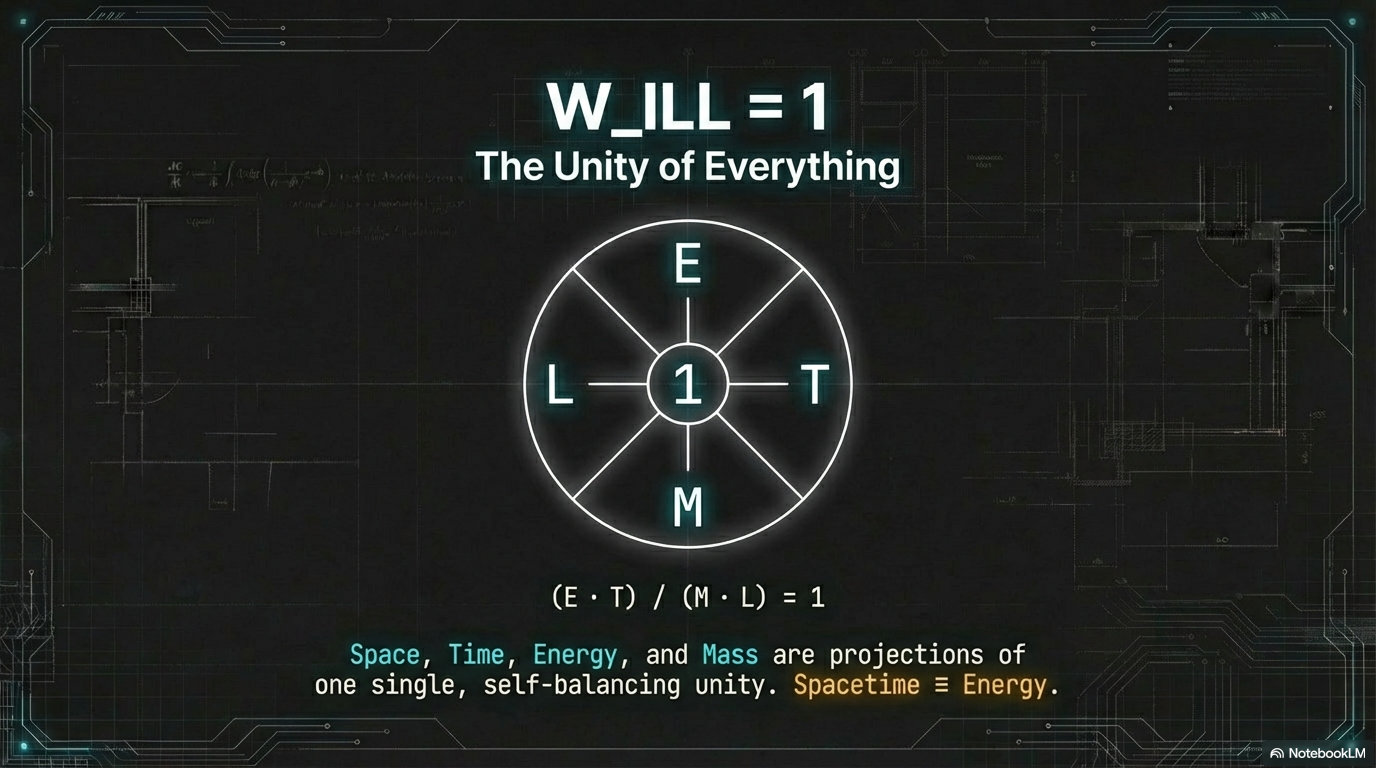 W_ILL = 1
The Unity of Everything
E
L
1
T
M
(E · T) / (M · L) = 1
Space, Time, Energy, and Mass are projections of
one single, self-balancing unity. Spacetime ≡ Energy.
NotebookLM